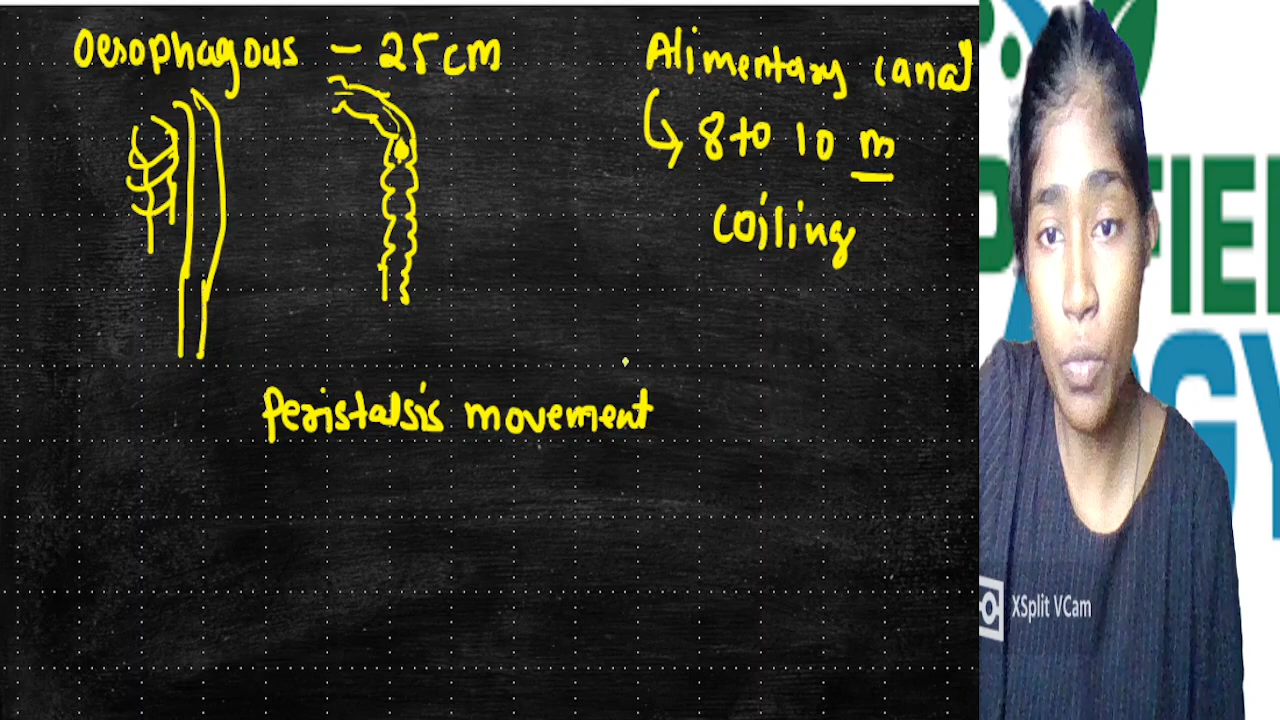 Oesophagous - 25 cm
Alimentary Canal
8 to 10 m
coiling
Peristalsis movement
XSplit VCam